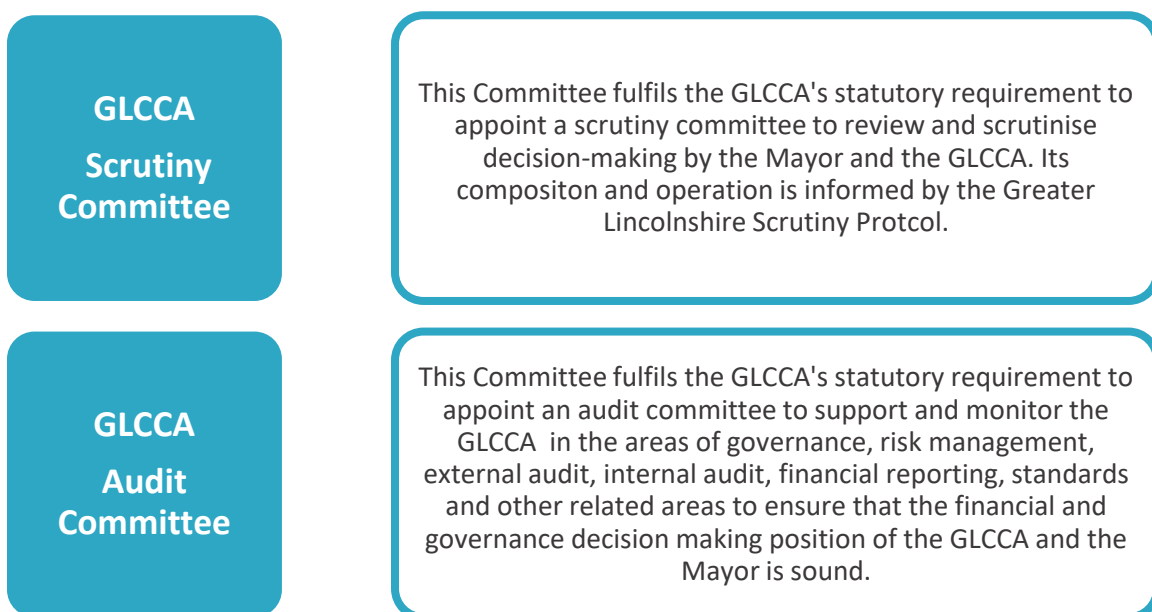 GLCCA
Scrutiny
Committee
This Committee fulfils the GLCCA's statutory requirement to
appoint a scrutiny committee to review and scrutinise
decision-making by the Mayor and the GLCCA. Its
compositon and operation is informed by the Greater
Lincolnshire Scrutiny Protcol.
GLCCA
Audit
Committee
This Committee fulfils the GLCCA's statutory requirement to
appoint an audit committee to support and monitor the
GLCCA  in the areas of governance, risk management,
external audit, internal audit, financial reporting, standards
and other related areas to ensure that the financial and
governance decision making position of the GLCCA and the
Mayor is sound.